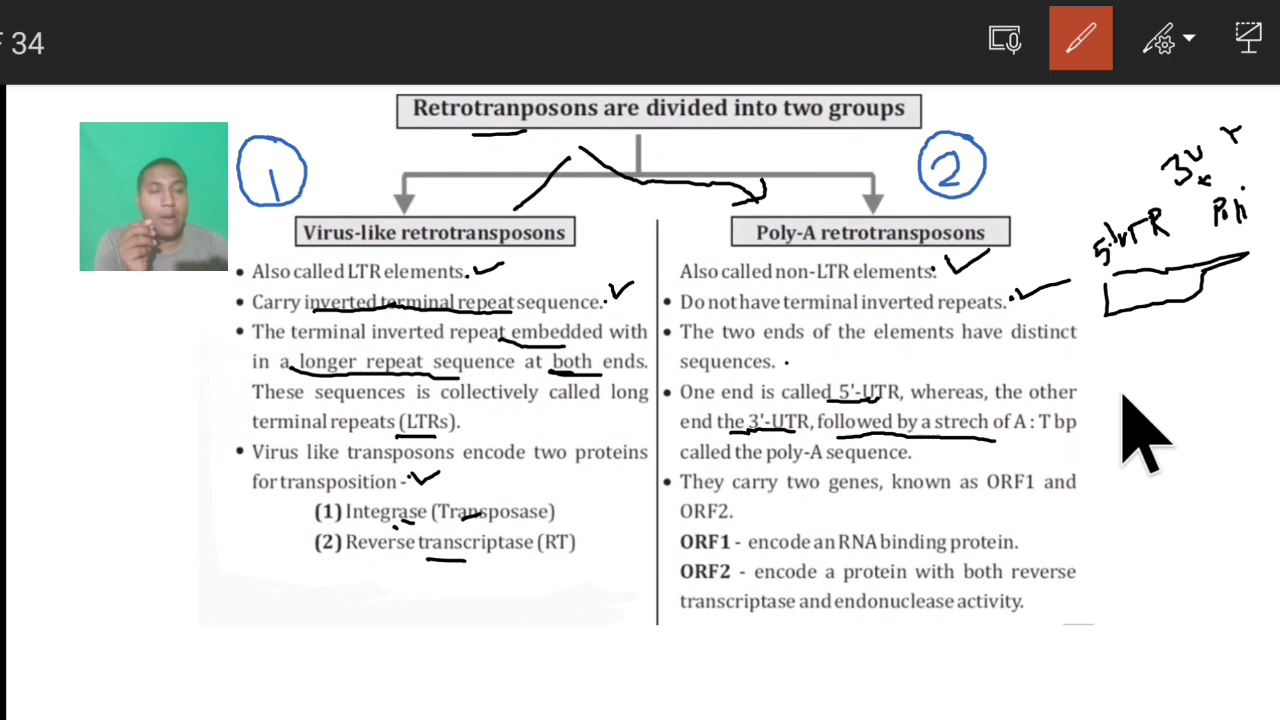 34
Retrotranposons are divided into two groups
1
2
Virus-like retrotransposons
• Also called LTR elements.
• Carry inverted terminal repeat sequence.
• The terminal inverted repeat embedded with
in a longer repeat sequence at both ends.
These sequences is collectively called long
terminal repeats (LTRs).
• Virus like transposons encode two proteins
for transposition -
(1) Integrase (Transposase)
(2) Reverse transcriptase (RT)
Poly-A retrotransposons
Also called non-LTR elements.
• Do not have terminal inverted repeats.
• The two ends of the elements have distinct
sequences.
• One end is called 5'-UTR, whereas, the other
end the 3'-UTR, followed by a strech of A : T bp
called the poly-A sequence.
• They carry two genes, known as ORF1 and
ORF2.
ORF1 - encode an RNA binding protein.
ORF2 - encode a protein with both reverse
transcriptase and endonuclease activity.
5'UTR